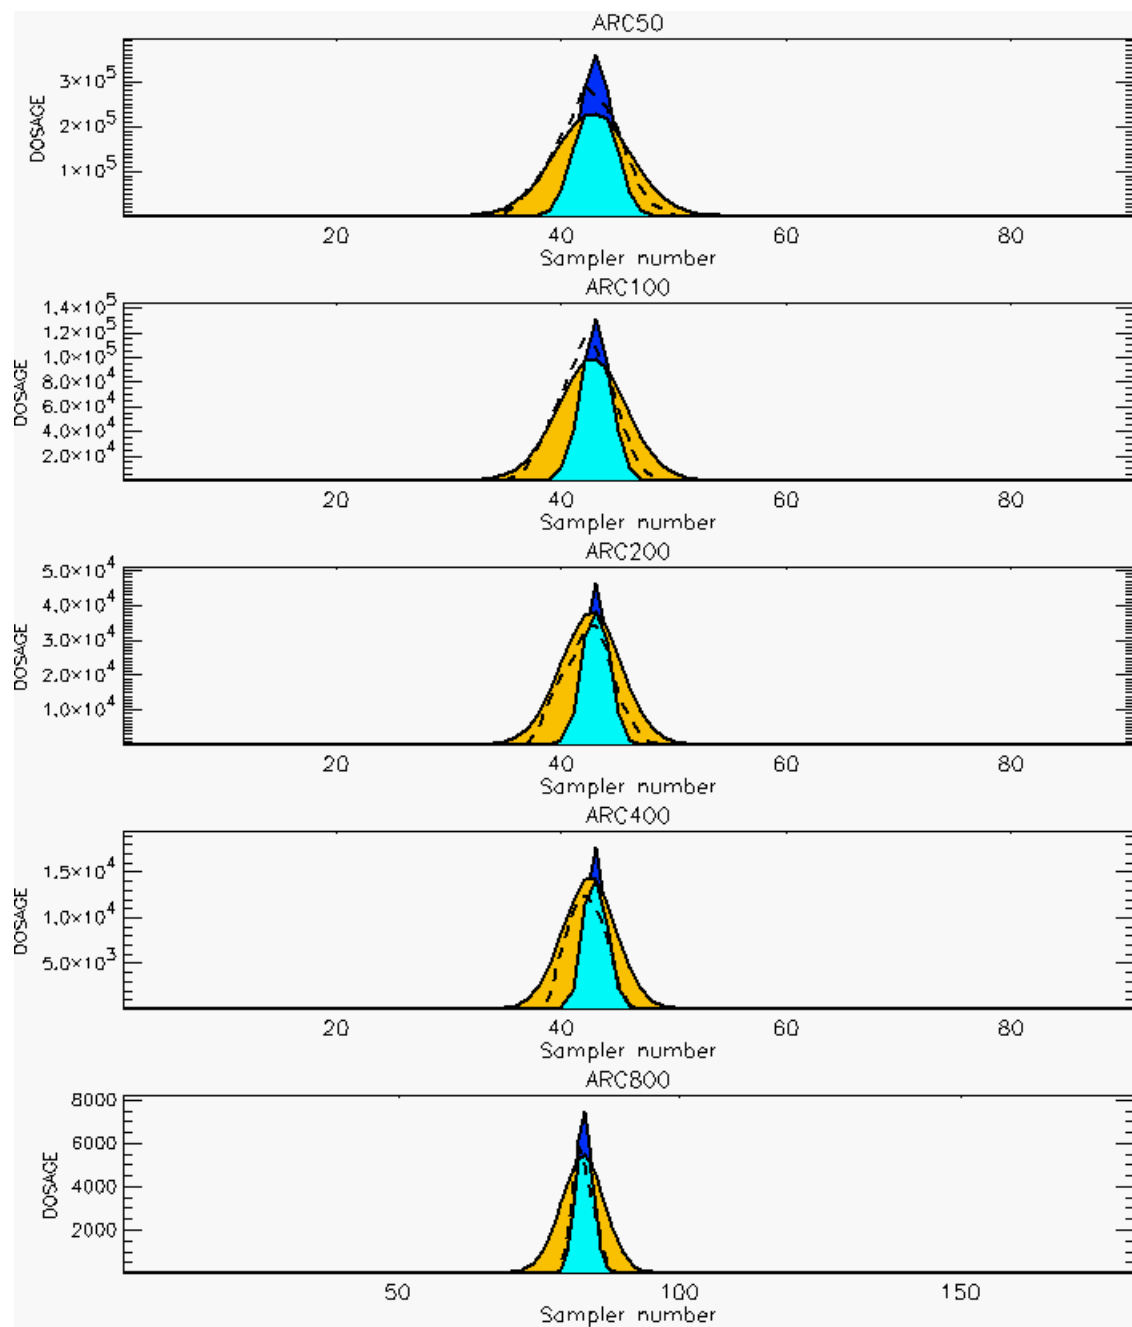 ARC50
3×10⁵
2×10⁵
1×10⁵
DOSAGE
20 40 60 80
Sampler number
ARC100
1.4×10⁵
1.2×10⁵
1.0×10⁵
8.0×10⁴
6.0×10⁴
4.0×10⁴
2.0×10⁴
DOSAGE
20 40 60 80
Sampler number
ARC200
5.0×10⁴
4.0×10⁴
3.0×10⁴
2.0×10⁴
1.0×10⁴
DOSAGE
20 40 60 80
Sampler number
ARC400
1.5×10⁴
1.0×10⁴
5.0×10³
DOSAGE
20 40 60 80
Sampler number
ARC800
8000
6000
4000
2000
DOSAGE
50 100 150
Sampler number